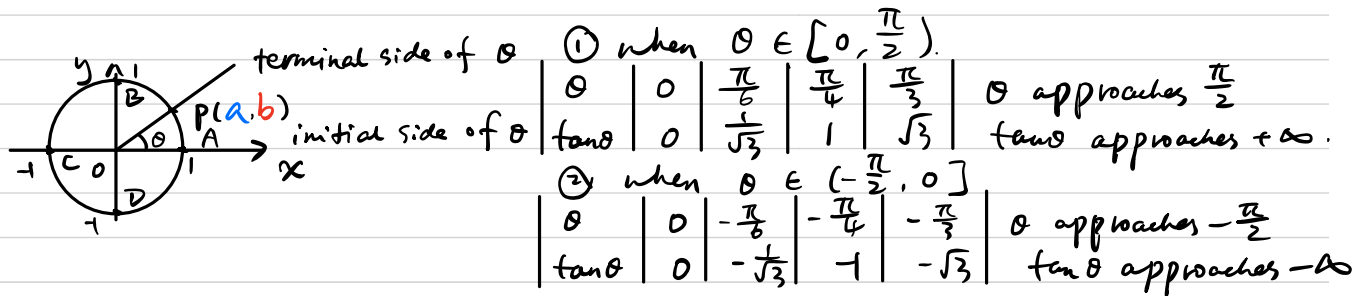 y 1
B
P(a,b)
θ
A
-1 C 0 1 x
D
-1
terminal side of θ
initial side of θ
① when θ ∈ [0, π/2).
θ | 0 | π/6 | π/4 | π/3 | θ approaches π/2
tanθ | 0 | 1/√3 | 1 | √3 | tanθ approaches +∞.
② when θ ∈ (-π/2, 0]
θ | 0 | -π/6 | -π/4 | -π/3 | θ approaches -π/2
tanθ | 0 | -1/√3 | -1 | -√3 | tanθ approaches -∞